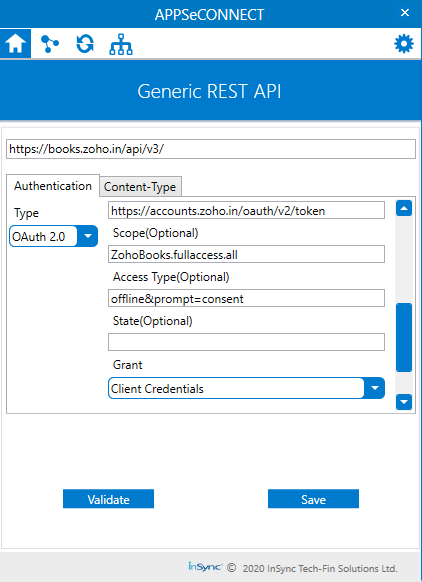 APPSeCONNECT
×
Generic REST API
https://books.zoho.in/api/v3/
Authentication
Content-Type
Type
OAuth 2.0
https://accounts.zoho.in/oauth/v2/token
Scope(Optional)
ZohoBooks.fullaccess.all
Access Type(Optional)
offline&prompt=consent
State(Optional)
Grant
Client Credentials
Validate
Save
inSync © 2020 InSync Tech-Fin Solutions Ltd.